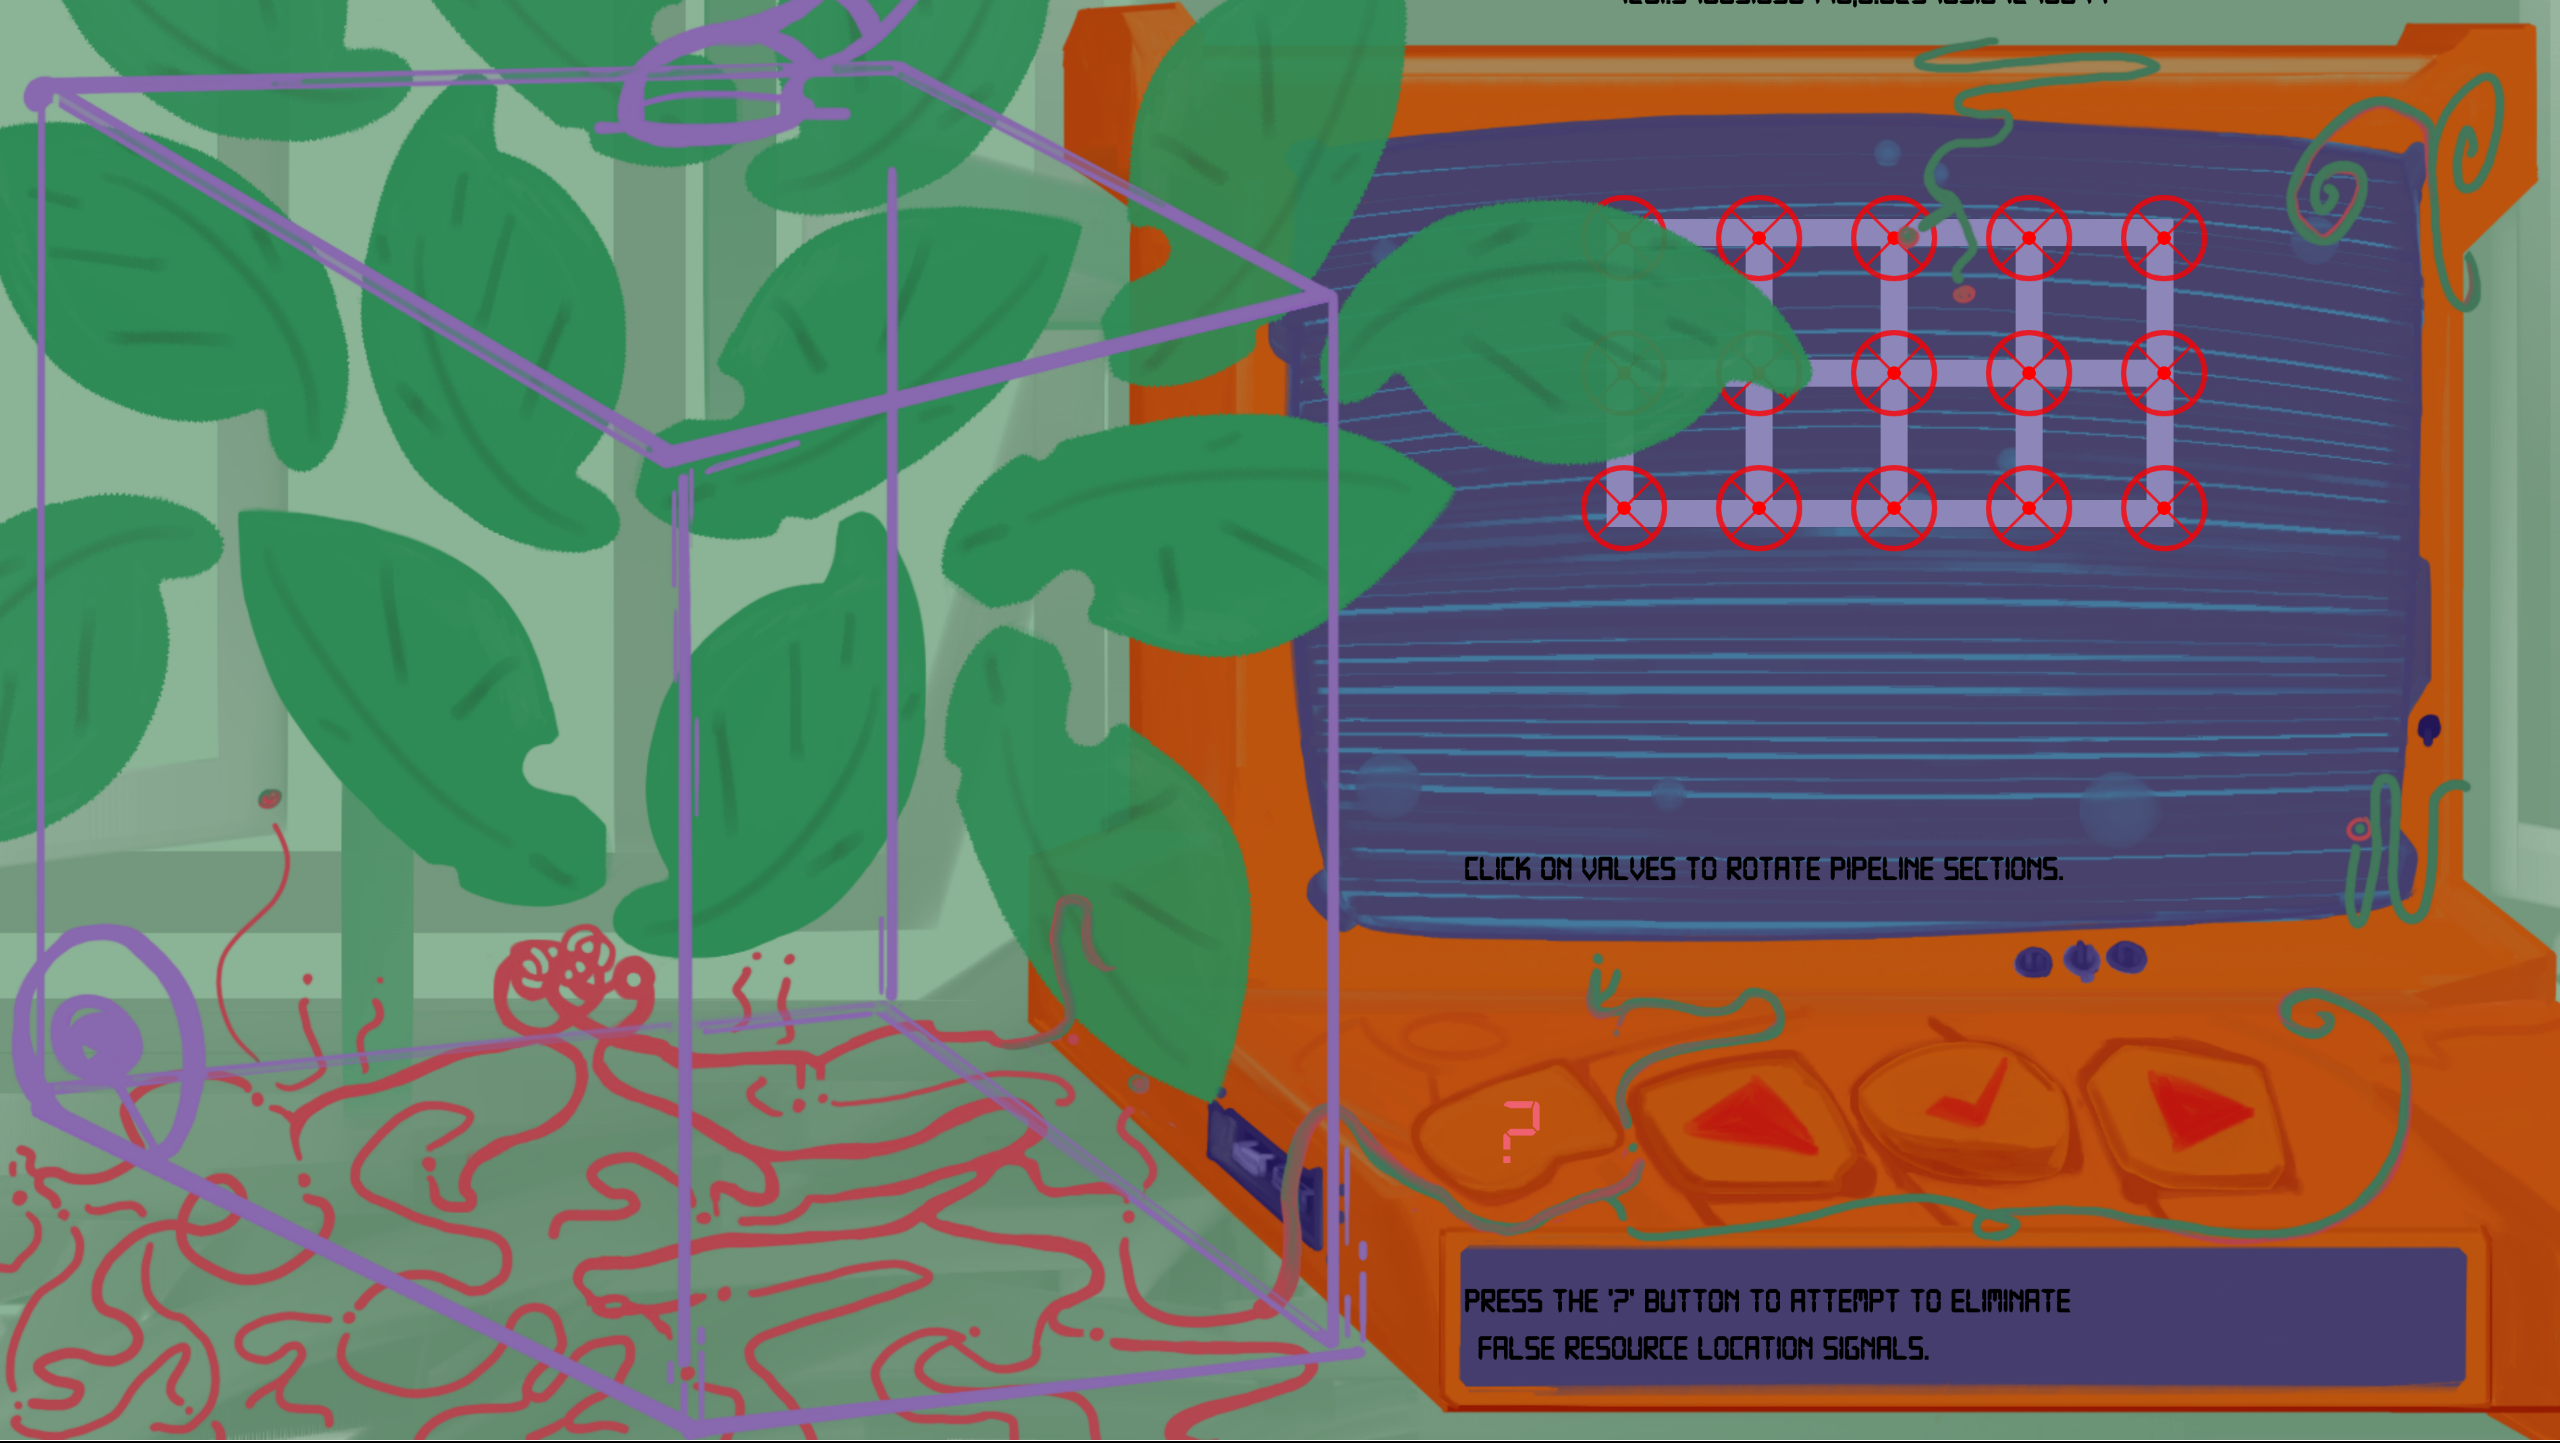 CLICK ON VALVES TO ROTATE PIPELINE SECTIONS.
?
PRESS THE '?' BUTTON TO ATTEMPT TO ELIMINATE
FALSE RESOURCE LOCATION SIGNALS.